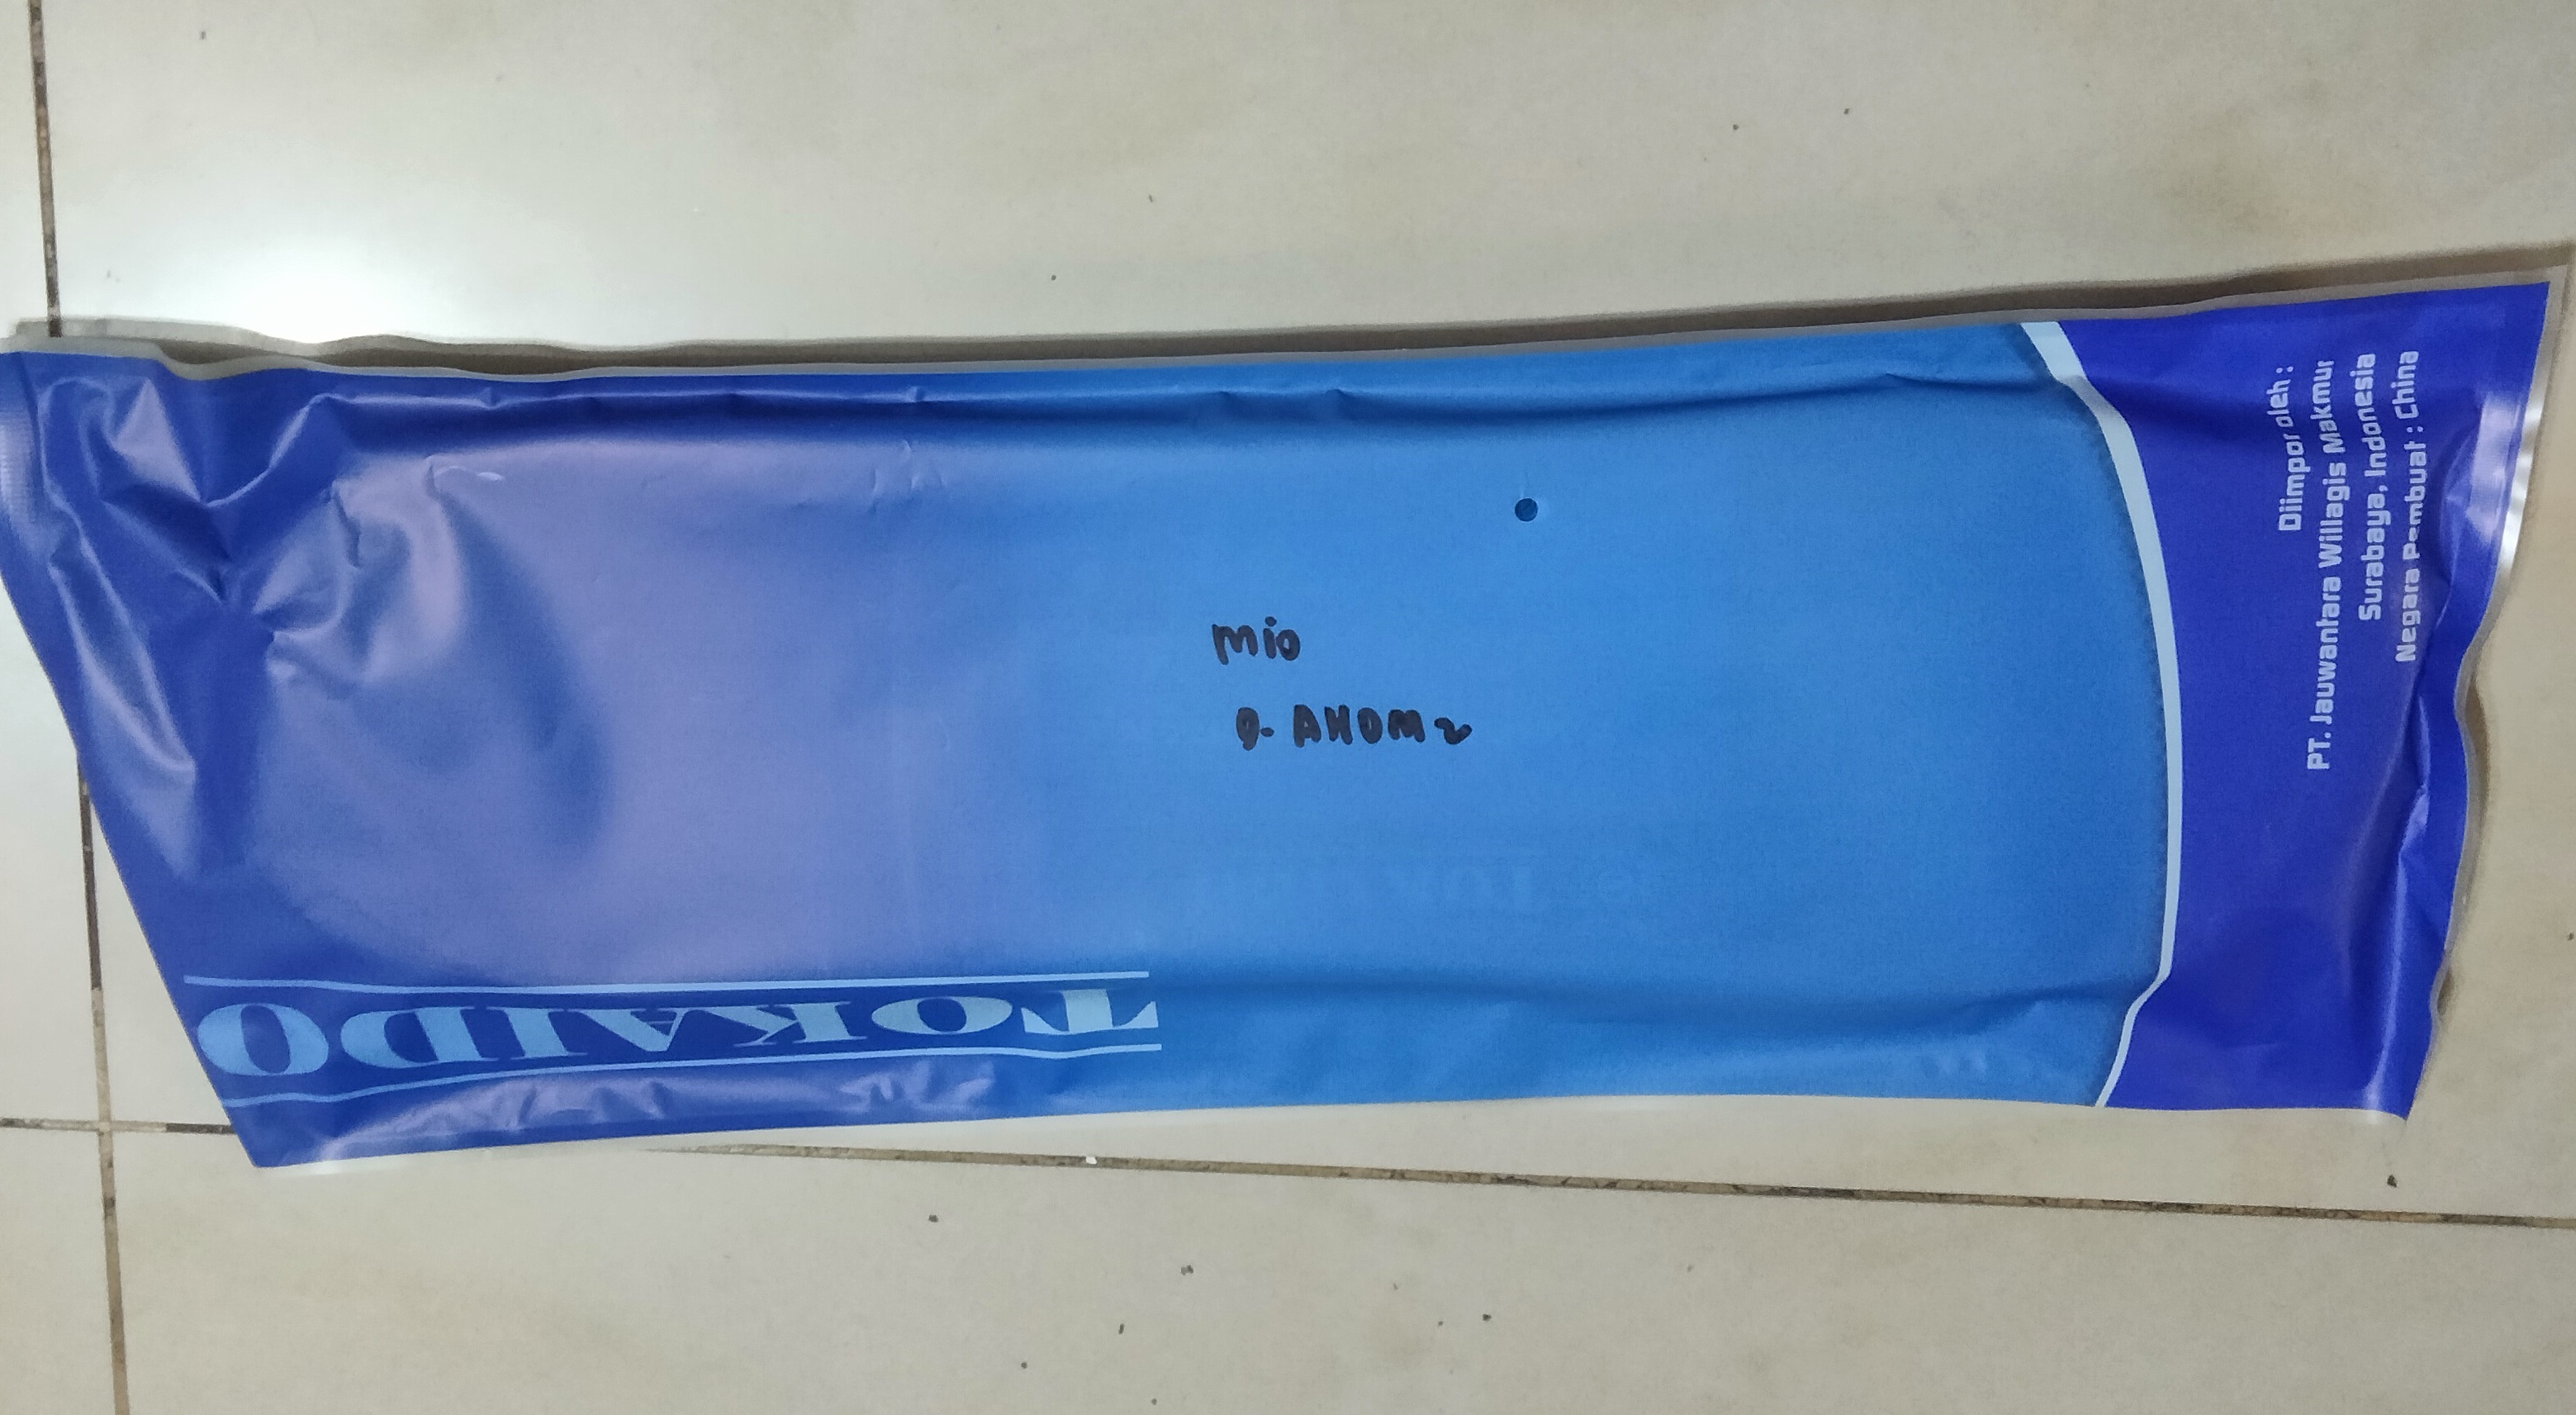 mio
TOKAIDO
Diimpor oleh :
PT. Jauwantara Willagis Makmur
Surabaya, Indonesia
Negara Pembuat : China